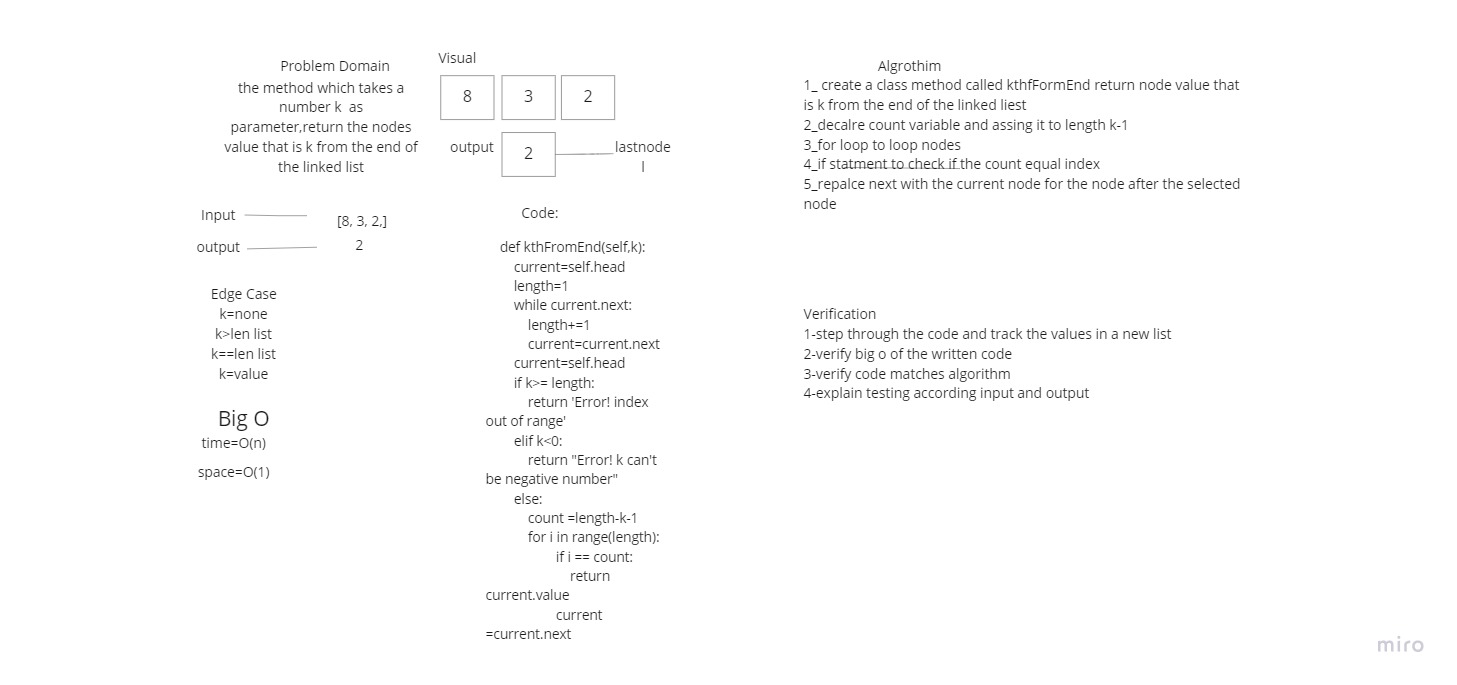 Problem Domain
the method which takes a
number k as
parameter,return the nodes
value that is k from the end of
the linked list
Visual
8 3 2
output 2 lastnode
l
Input [8, 3, 2,]
output 2
Edge Case
k=none
k>len list
k==len list
k=value
Big O
time=O(n)
space=O(1)
Code:
def kthFromEnd(self,k):
current=self.head
length=1
while current.next:
length+=1
current=current.next
current=self.head
if k>= length:
return 'Error! index
out of range'
elif k<0:
return "Error! k can't
be negative number"
else:
count =length-k-1
for i in range(length):
if i == count:
return
current.value
current
=current.next
Algrothim
1_ create a class method called kthfFormEnd return node value that
is k from the end of the linked liest
2_decalre count variable and assing it to length k-1
3_for loop to loop nodes
4_if statment to check if the count equal index
5_repalce next with the current node for the node after the selected
node
Verification
1-step through the code and track the values in a new list
2-verify big o of the written code
3-verify code matches algorithm
4-explain testing according input and output
miro